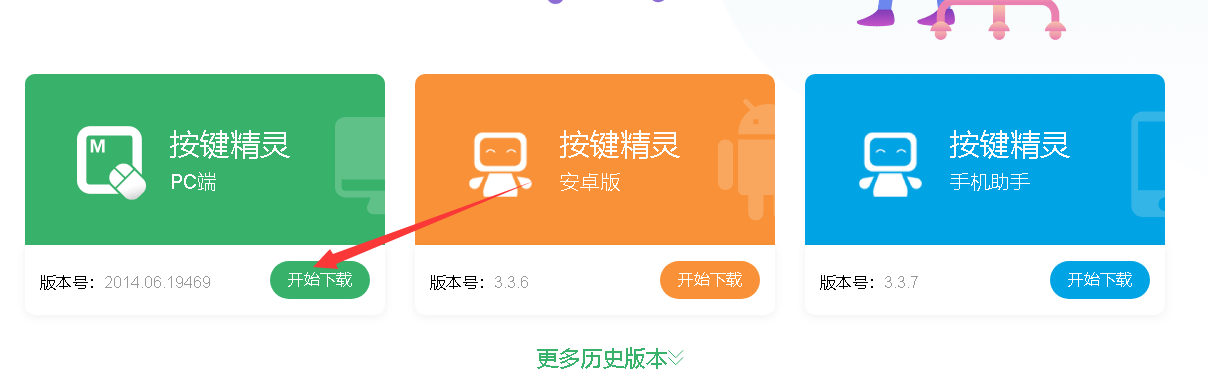 M
按键精灵
PC端
版本号：2014.06.19469
开始下载
按键精灵
安卓版
版本号：3.3.6
开始下载
按键精灵
手机助手
版本号：3.3.7
开始下载
更多历史版本